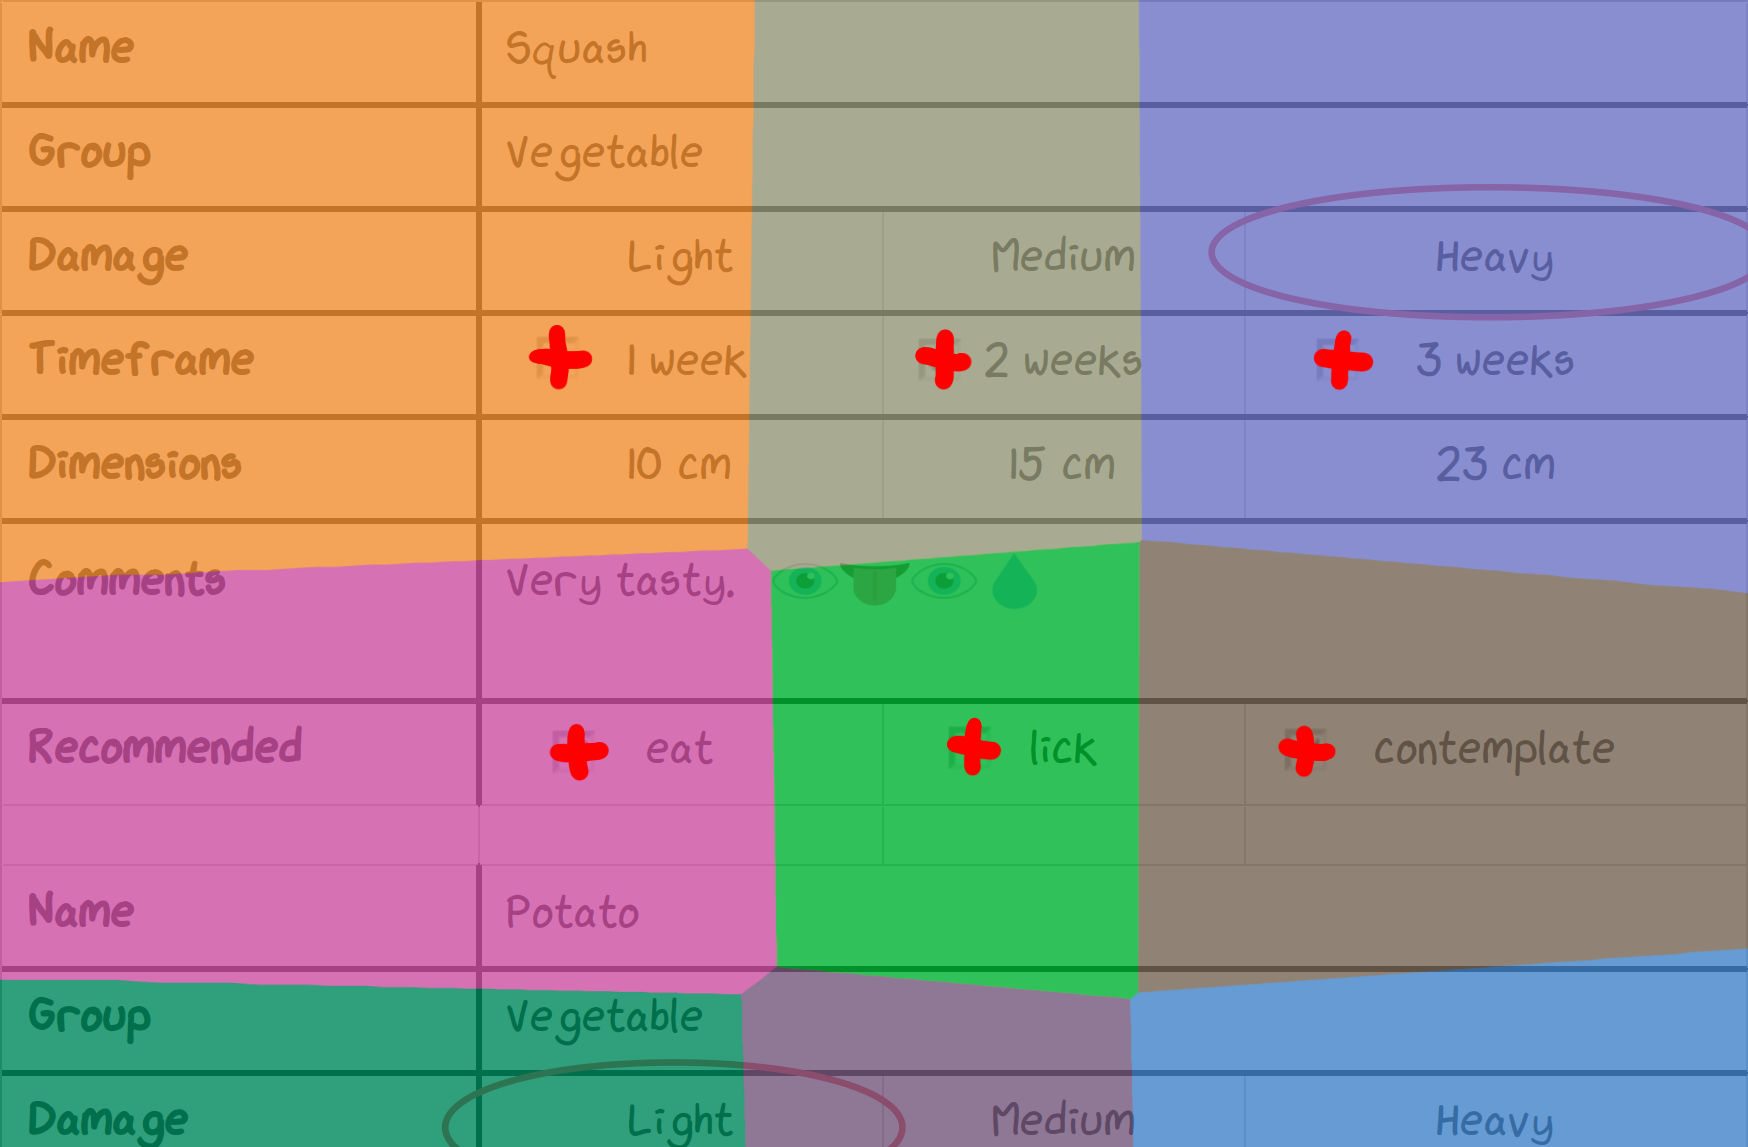 Name Squash
Group Vegetable
Damage Light Medium Heavy
Timeframe 1 week 2 weeks 3 weeks
Dimensions 10 cm 15 cm 23 cm
Comments Very tasty.
Recommended eat lick contemplate
Name Potato
Group Vegetable
Damage Light Medium Heavy